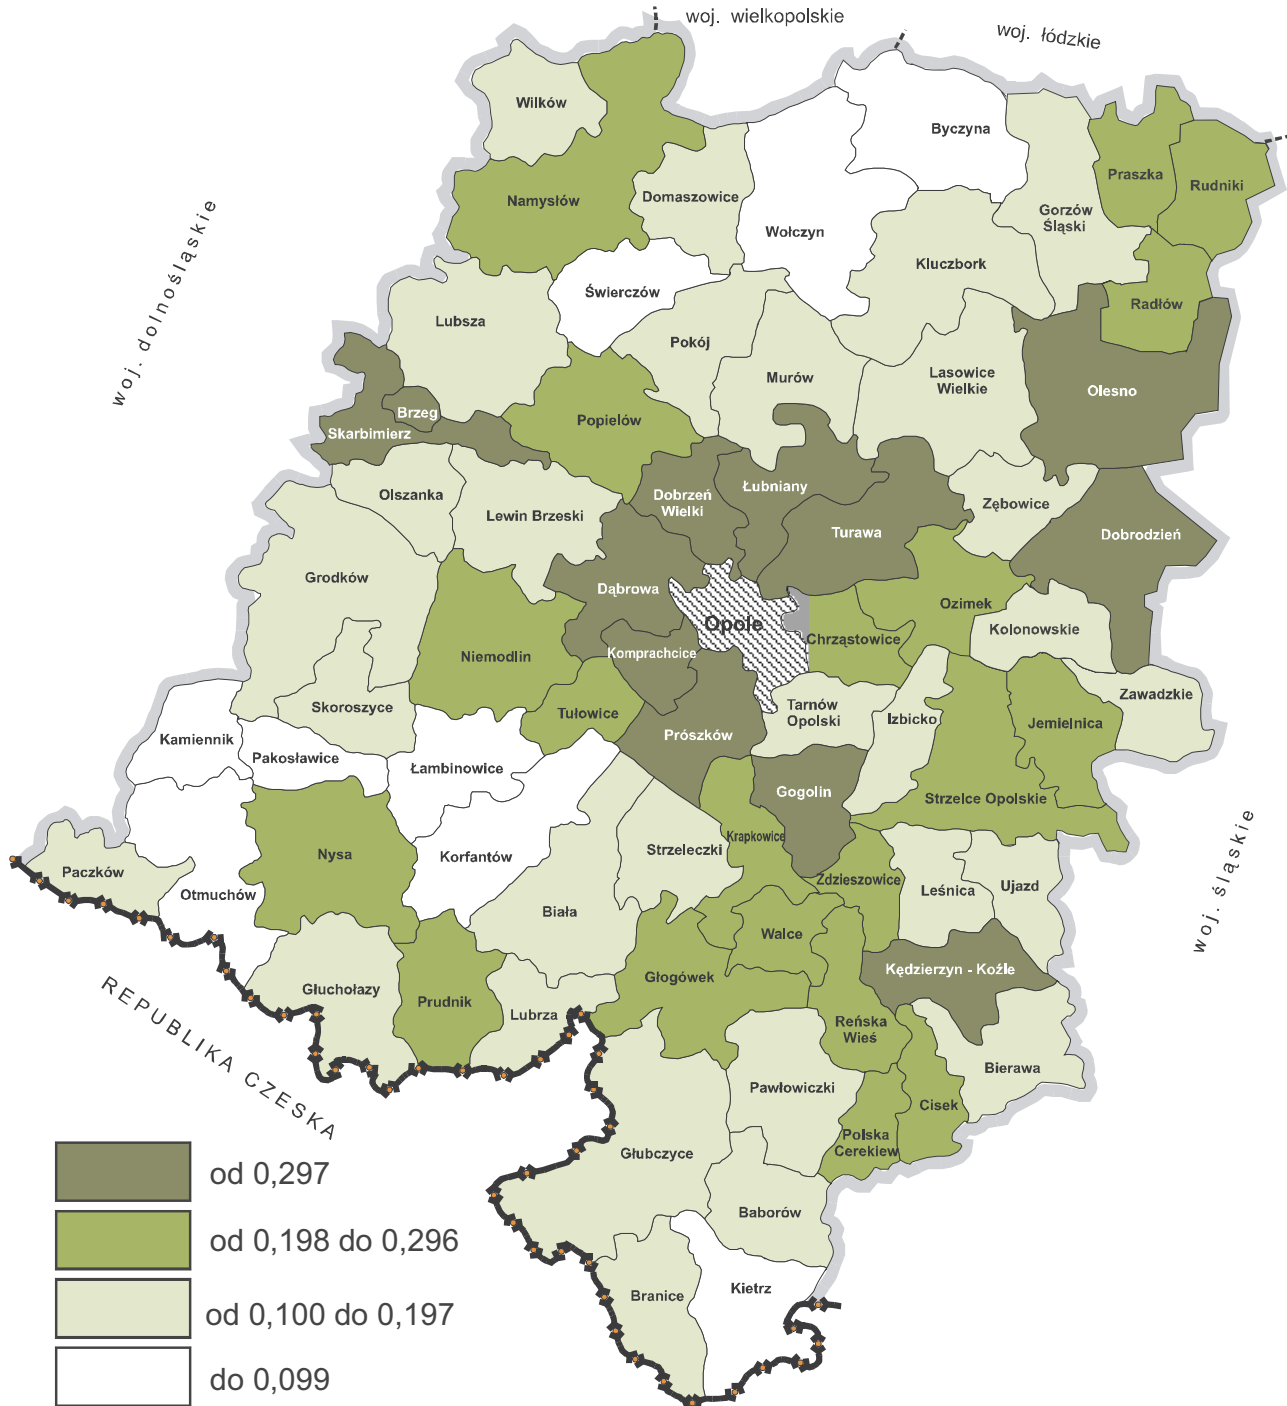 woj. wielkopolskie
woj. łódzkie
Wilków
Byczyna
Praszka
Rudniki
Namysłów
Domaszowice
Gorzów
Śląski
Wołczyn
Kluczbork
woj. dolnośląskie
Świerczów
Radłów
Lubsza
Pokój
Murów
Lasowice
Wielkie
Olesno
Brzeg
Skarbimierz
Popielów
Olszanka
Dobrzeń
Wielki
Łubniany
Zębowice
Lewin Brzeski
Turawa
Dobrodzień
Grodków
Dąbrowa
Ozimek
Opole
Chrząstowice
Kolonowskie
Niemodlin
Komprachcice
Skoroszyce
Tułowice
Tarnów
Opolski
Izbicko
Jemielnica
Zawadzkie
Kamiennik
Pakosławice
Łambinowice
Prószków
Gogolin
Strzelce Opolskie
Krapkowice
Strzeleczki
Nysa
Korfantów
Paczków
Otmuchów
Zdzieszowice
Leśnica
Ujazd
woj. śląskie
Biała
Walce
Głogówek
Kędzierzyn - Koźle
Głuchołazy
Prudnik
Lubrza
REPUBLIKA CZESKA
Reńska
Wieś
Bierawa
Pawłowiczki
Cisek
Polska
Cerekiew
Głubczyce
Baborów
Branice
Kietrz
od 0,297
od 0,198 do 0,296
od 0,100 do 0,197
do 0,099